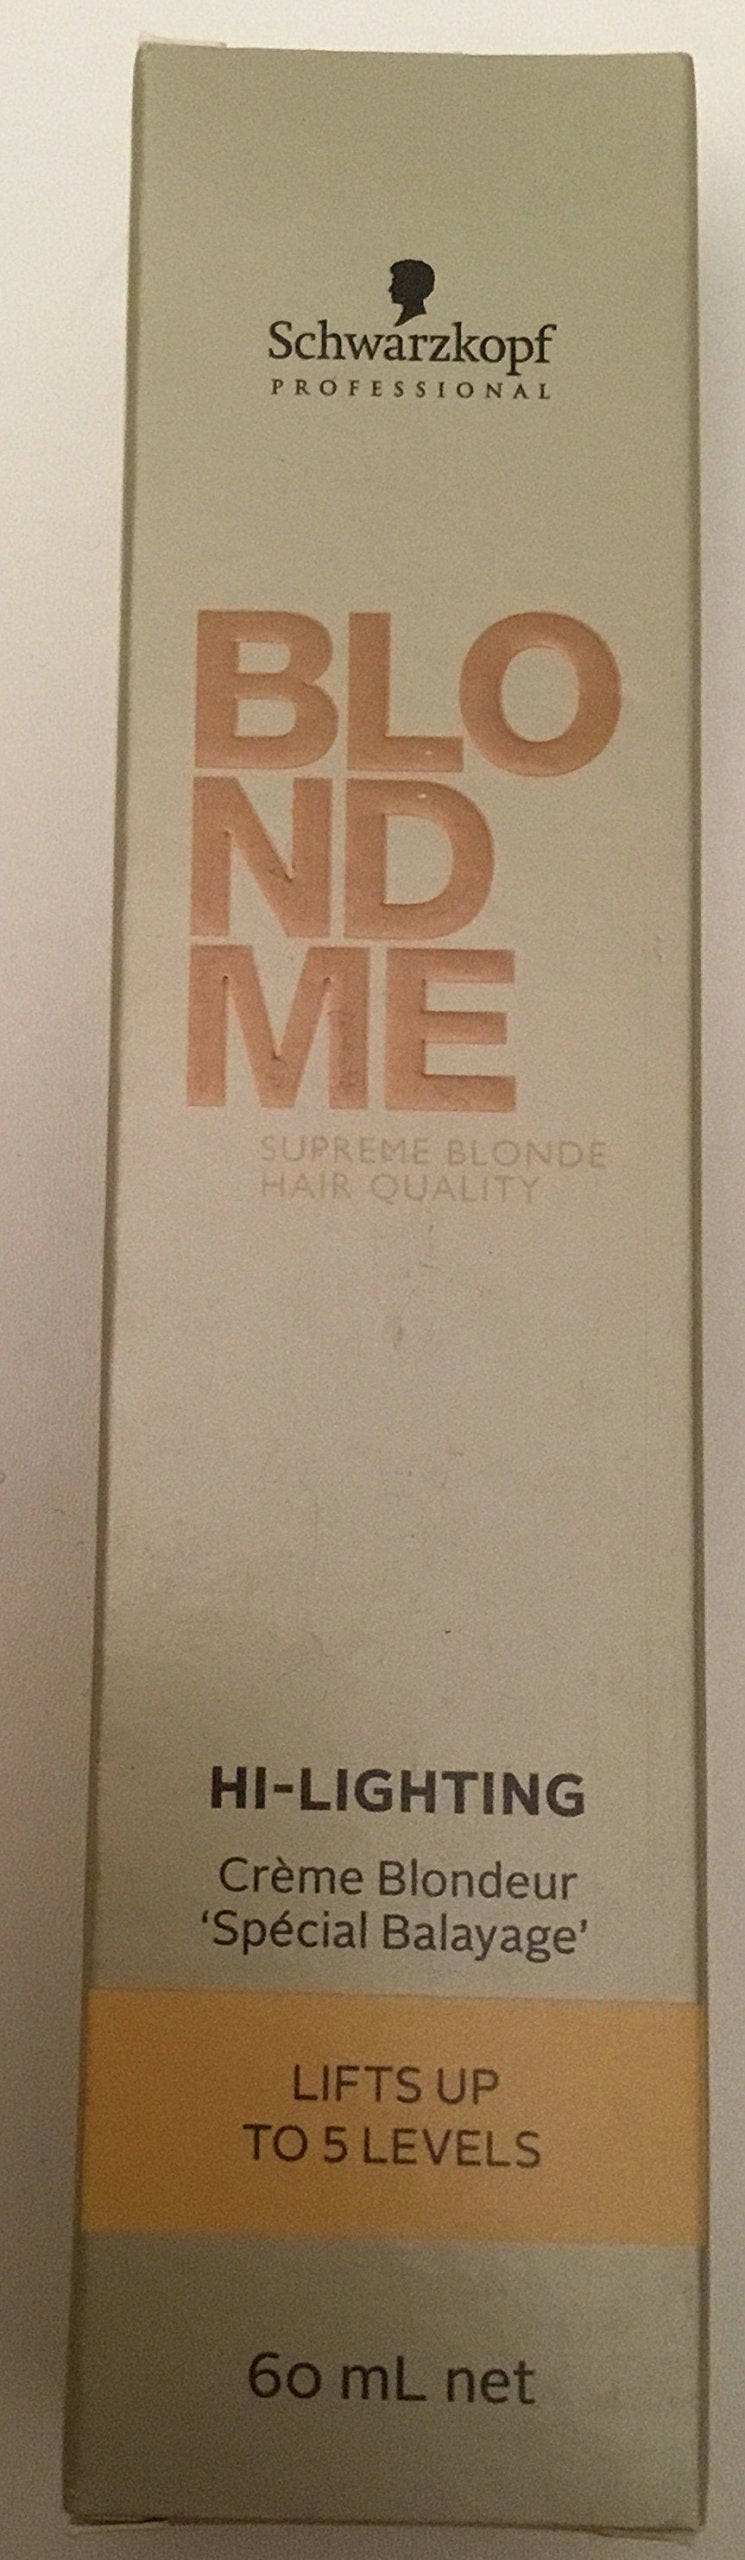 Schwarzkopf
PROFESSIONAL
BLO
ND
ME
SUPREME BLONDE
HAIR QUALITY
HI-LIGHTING
Crème Blondeur
‘Spécial Balayage’
LIFTS UP
TO 5 LEVELS
60 mL net